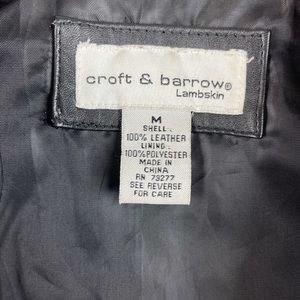 croft & barrow®
Lambskin
M
SHELL:
100% LEATHER
LINING:
100%POLYESTER
MADE IN
CHINA
RN 73277
SEE REVERSE
FOR CARE